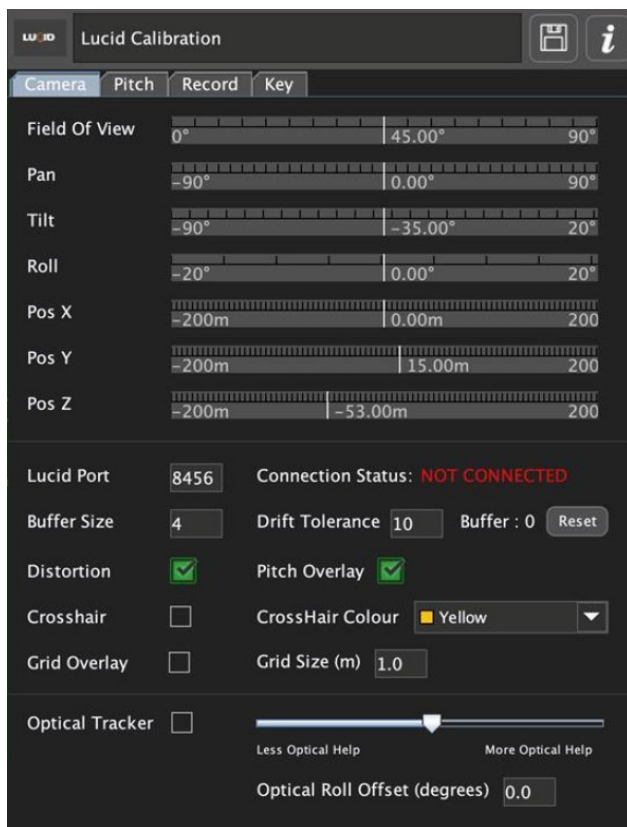 LUCID Lucid Calibration i
Camera Pitch Record Key
Field Of View 0° 45.00° 90°
Pan -90° 0.00° 90°
Tilt -90° -35.00° 20°
Roll -20° 0.00° 20°
Pos X -200m 0.00m 200
Pos Y -200m 15.00m 200
Pos Z -200m -53.00m 200
Lucid Port 8456 Connection Status: NOT CONNECTED
Buffer Size 4 Drift Tolerance 10 Buffer : 0 Reset
Distortion Pitch Overlay
Crosshair CrossHair Colour Yellow
Grid Overlay Grid Size (m) 1.0
Optical Tracker
Less Optical Help More Optical Help
Optical Roll Offset (degrees) 0.0